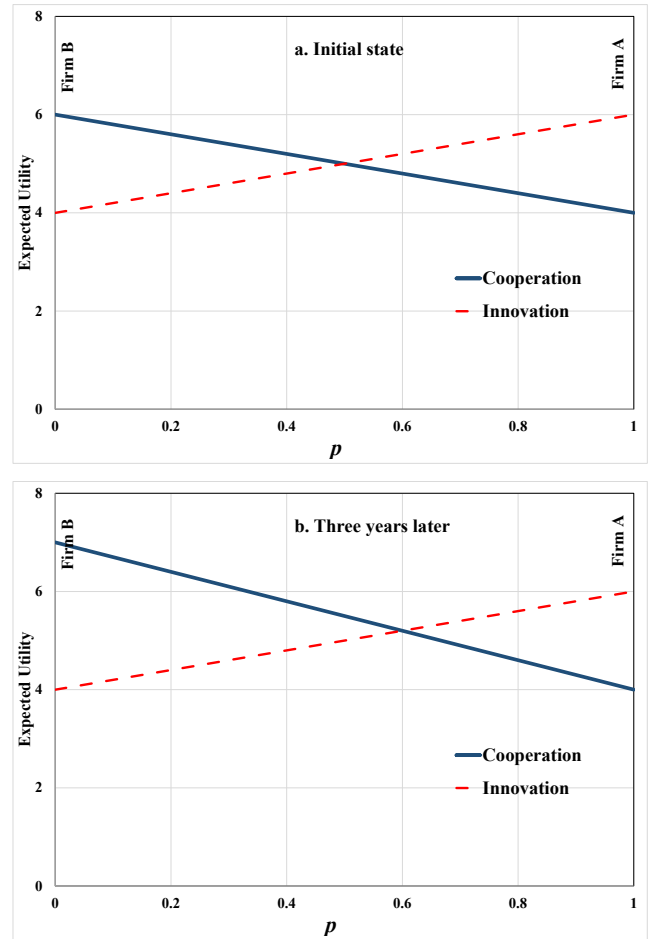 a. Initial state
Firm B
Firm A
Expected Utility
8
6
4
2
0
Cooperation
Innovation
0 0.2 0.4 0.6 0.8 1
p
b. Three years later
Firm B
Firm A
Expected Utility
8
6
4
2
0
Cooperation
Innovation
0 0.2 0.4 0.6 0.8 1
p